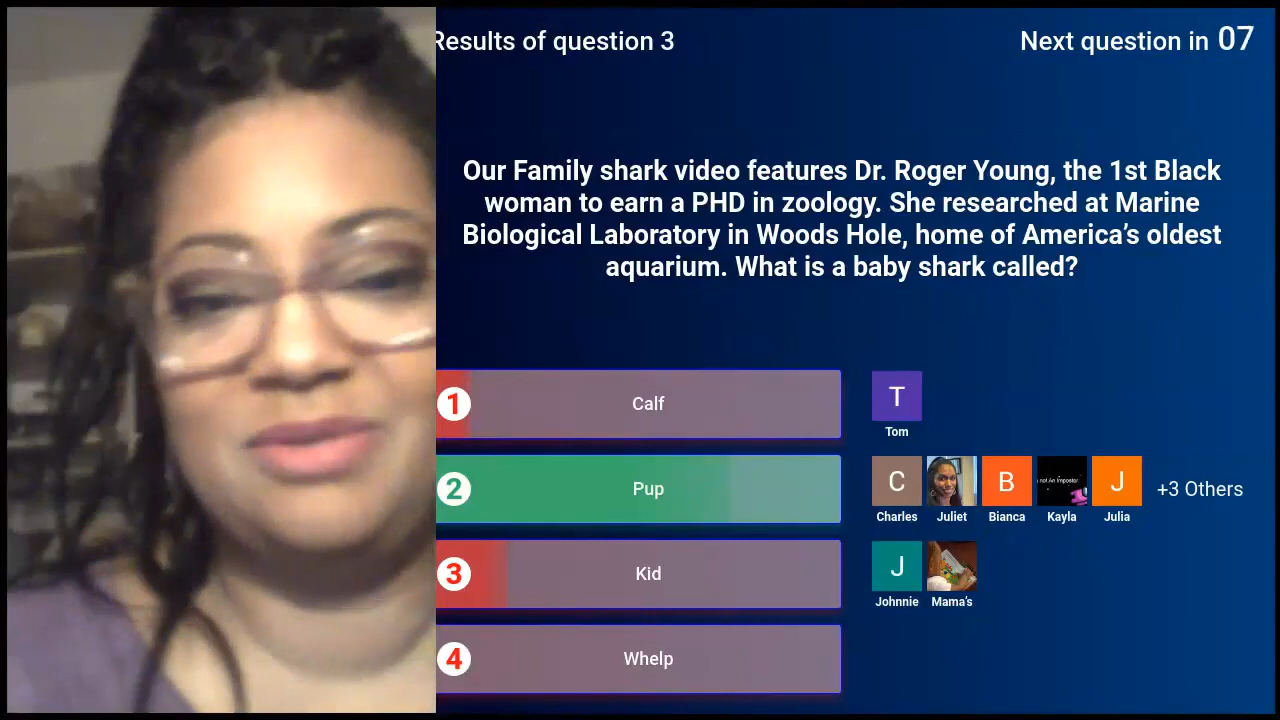 Results of question 3
Next question in 07
Our Family shark video features Dr. Roger Young, the 1st Black
woman to earn a PHD in zoology. She researched at Marine
Biological Laboratory in Woods Hole, home of America’s oldest
aquarium. What is a baby shark called?
1 Calf
T
Tom
2 Pup
C B not An Impostor J +3 Others
Charles Juliet Bianca Kayla Julia
3 Kid
J
Johnnie Mama’s
4 Whelp